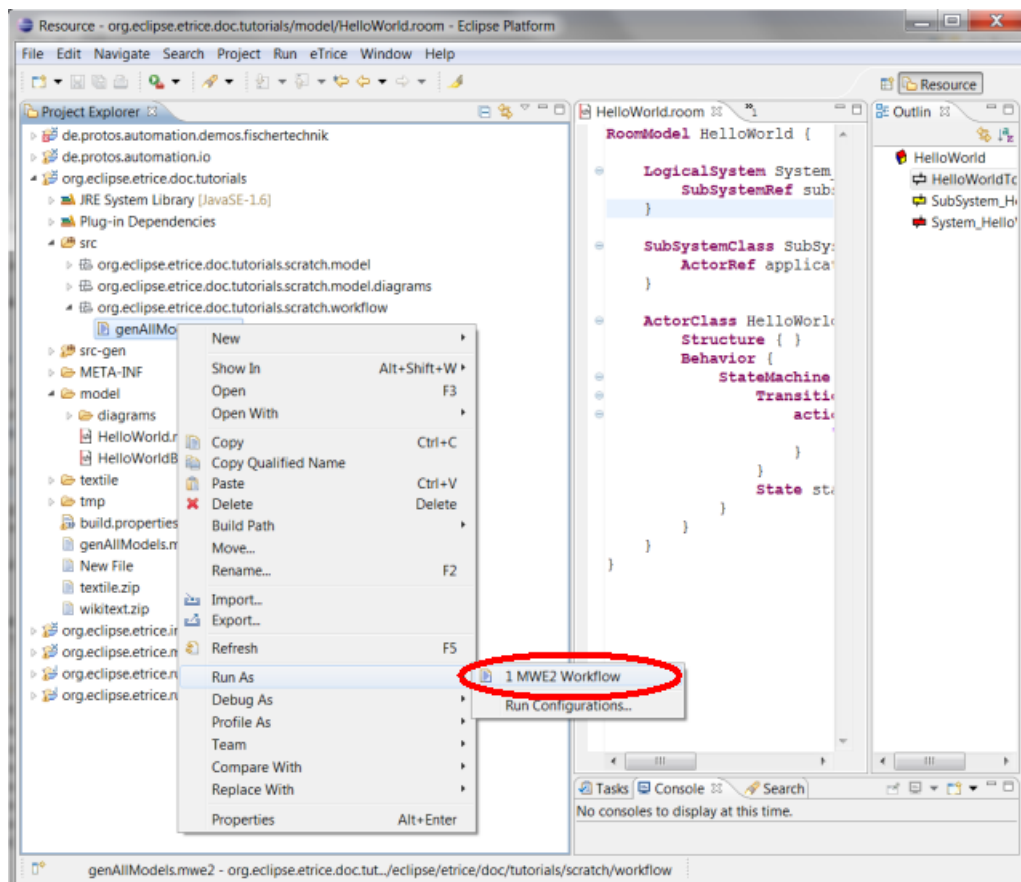 Resource - org.eclipse.etrice.doc.tutorials/model/HelloWorld.room - Eclipse Platform
File Edit Navigate Search Project Run eTrice Window Help
Resource
Project Explorer
de.protos.automation.demos.fischertechnik
de.protos.automation.io
org.eclipse.etrice.doc.tutorials
JRE System Library [JavaSE-1.6]
Plug-in Dependencies
src
org.eclipse.etrice.doc.tutorials.scratch.model
org.eclipse.etrice.doc.tutorials.scratch.model.diagrams
org.eclipse.etrice.doc.tutorials.scratch.workflow
genAllMo
src-gen
META-INF
model
diagrams
HelloWorld.r
HelloWorldB
textile
tmp
build.properties
genAllModels.m
New File
textile.zip
wikitext.zip
org.eclipse.etrice.ir
org.eclipse.etrice.m
org.eclipse.etrice.ru
org.eclipse.etrice.ru
New
Show In Alt+Shift+W
Open F3
Open With
Copy Ctrl+C
Copy Qualified Name
Paste Ctrl+V
Delete Delete
Build Path
Move...
Rename... F2
Import...
Export...
Refresh F5
Run As
Debug As
Profile As
Team
Compare With
Replace With
Properties Alt+Enter
1 MWE2 Workflow
Run Configurations...
HelloWorld.room
"1
RoomModel HelloWorld {
LogicalSystem System_
SubSystemRef subs
}
SubSystemClass SubSys
ActorRef applica
}
ActorClass HelloWorld
Structure { }
Behavior {
StateMachine
Transitio
actio
"
}
}
State sta
}
}
}
}
Outlin
HelloWorld
HelloWorldTo
SubSystem_He
System_Hello
Tasks Console Search
No consoles to display at this time.
genAllModels.mwe2 - org.eclipse.etrice.doc.tut../eclipse/etrice/doc/tutorials/scratch/workflow